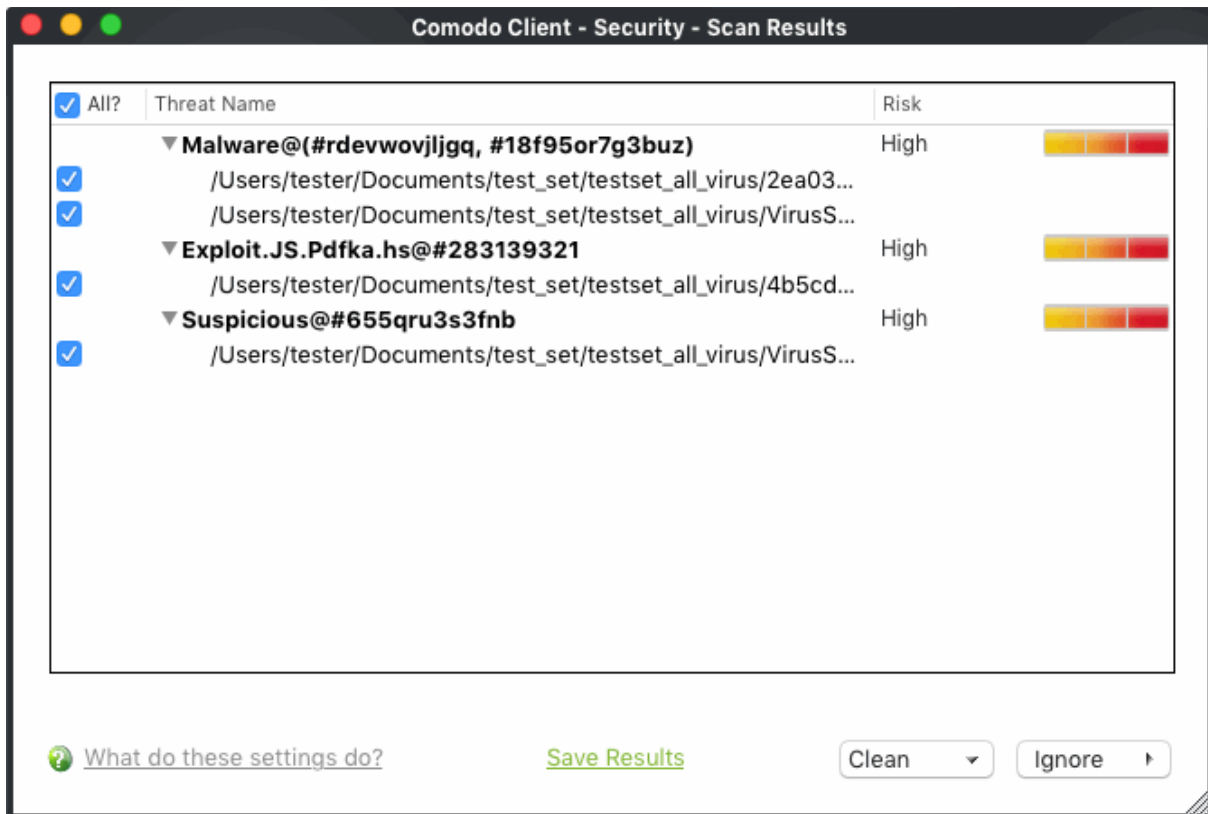 Comodo Client - Security - Scan Results
All? Threat Name Risk
Malware@(#rdevwovjljgq, #18f95or7g3buz) High
/Users/tester/Documents/test_set/testset_all_virus/2ea03...
/Users/tester/Documents/test_set/testset_all_virus/VirusS...
Exploit.JS.Pdfka.hs@#283139321 High
/Users/tester/Documents/test_set/testset_all_virus/4b5cd...
Suspicious@#655qru3s3fnb High
/Users/tester/Documents/test_set/testset_all_virus/VirusS...
What do these settings do? Save Results Clean Ignore